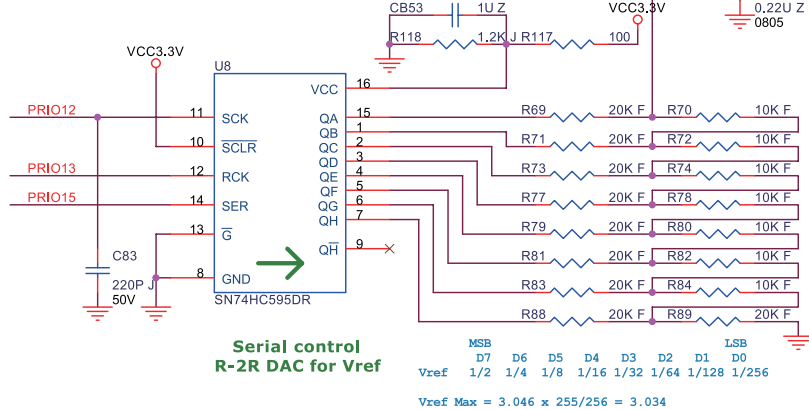 CB53 1U Z
VCC3.3V
0.22U Z
0805
R118 1.2K J R117 100
VCC3.3V
U8
VCC 16
PRIO12 11 SCK QA 15 R69 20K F R70 10K F
10 SCLR QB 1 R71 20K F R72 10K F
QC 2 R73 20K F R74 10K F
PRIO13 12 RCK QD 3 R77 20K F R78 10K F
QE 4 R79 20K F R80 10K F
PRIO15 14 SER QF 5 R81 20K F R82 10K F
QG 6 R83 20K F R84 10K F
13 G QH 7 R88 20K F R89 20K F
QH 9
8 GND
C83
220P J
50V
SN74HC595DR
Serial control
R-2R DAC for Vref
MSB LSB
D7 D6 D5 D4 D3 D2 D1 D0
Vref 1/2 1/4 1/8 1/16 1/32 1/64 1/128 1/256
Vref Max = 3.046 x 255/256 = 3.034